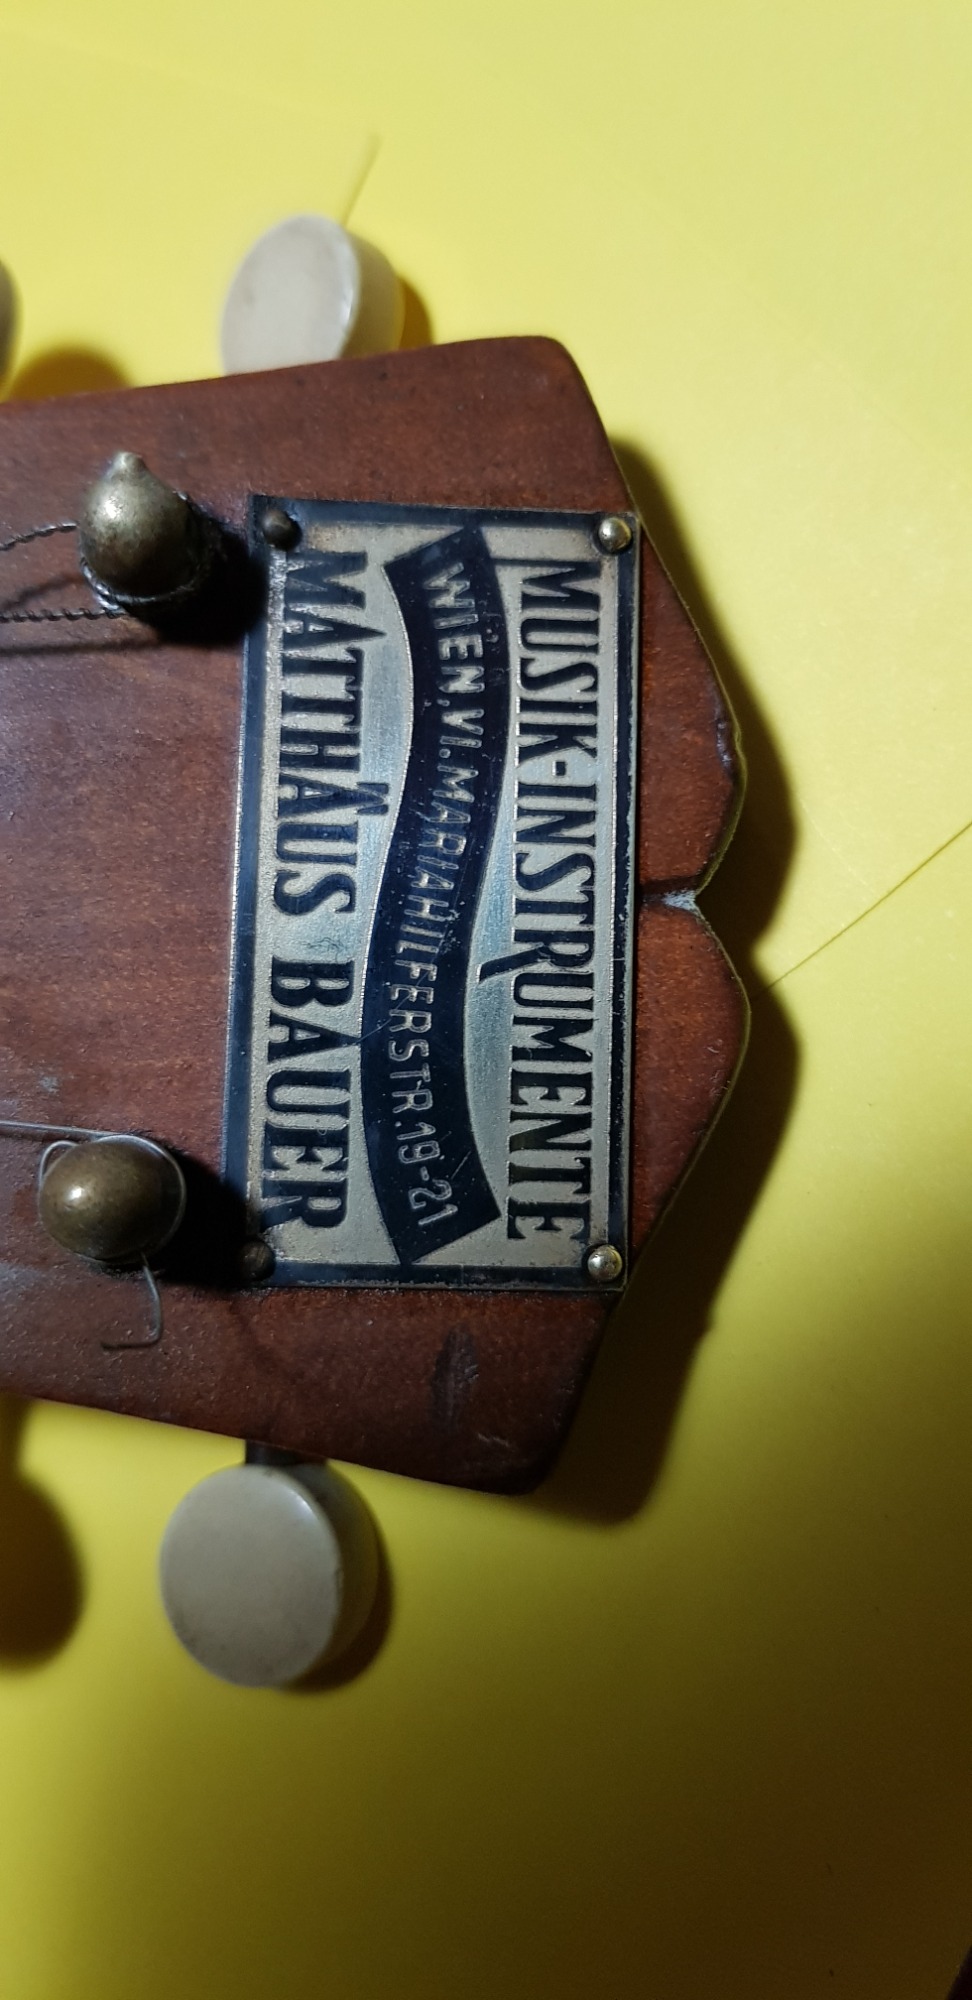 MUSIK-INSTRUMENTE
WIEN, VI. MARIAHILFERSTR. 19-21
MATTHÄUS BAUER